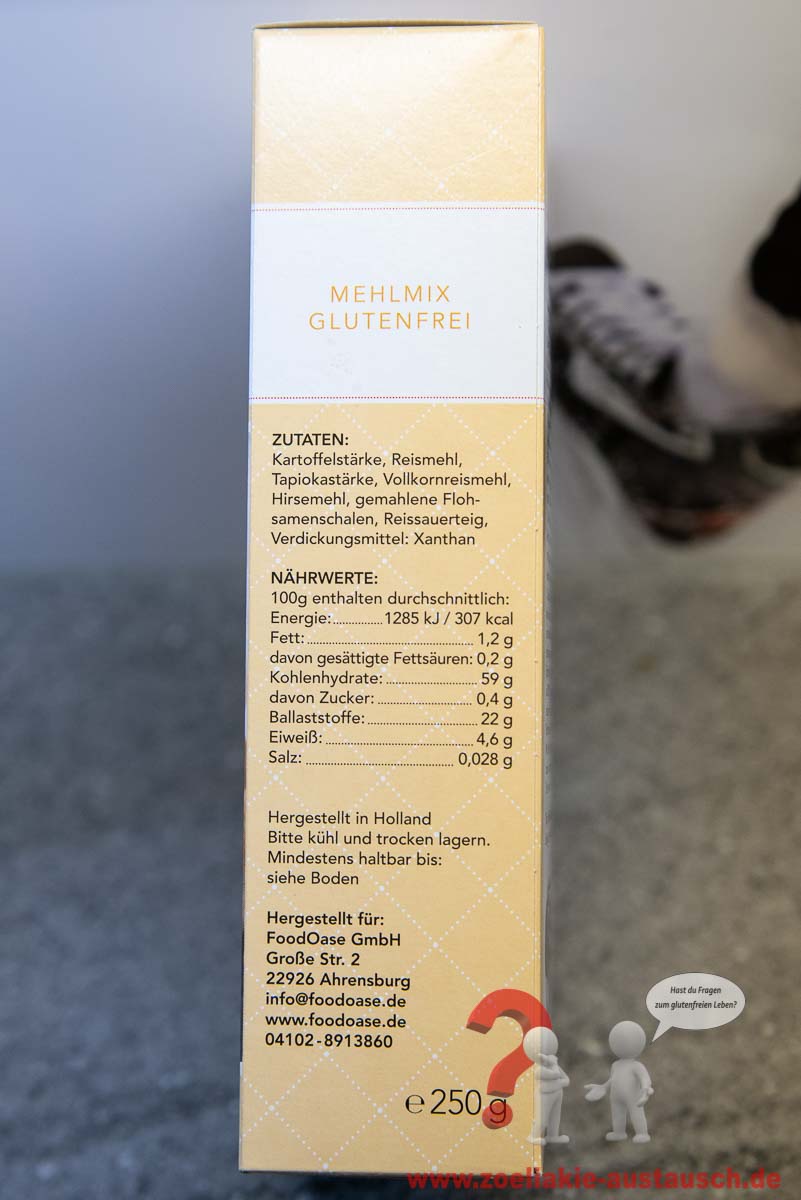 MEHLMIX
GLUTENFREI
ZUTATEN:
Kartoffelstärke, Reismehl,
Tapiokastärke, Vollkornreismehl,
Hirsemehl, gemahlene Floh-
samenschalen, Reissauerteig,
Verdickungsmittel: Xanthan
NÄHRWERTE:
100g enthalten durchschnittlich:
Energie:...............1285 kJ / 307 kcal
Fett:.................................................. 1,2 g
davon gesättigte Fettsäuren: 0,2 g
Kohlenhydrate: ........................... 59 g
davon Zucker: ............................. 0,4 g
Ballaststoffe: ................................. 22 g
Eiweiß: ............................................ 4,6 g
Salz: ............................................ 0,028 g
Hergestellt in Holland
Bitte kühl und trocken lagern.
Mindestens haltbar bis:
siehe Boden
Hergestellt für:
FoodOase GmbH
Große Str. 2
22926 Ahrensburg
info@foodoase.de
www.foodoase.de
04102-8913860
Hast du Fragen
zum glutenfreien Leben?
?
℮ 250 g
www.zoeliakie-austausch.de